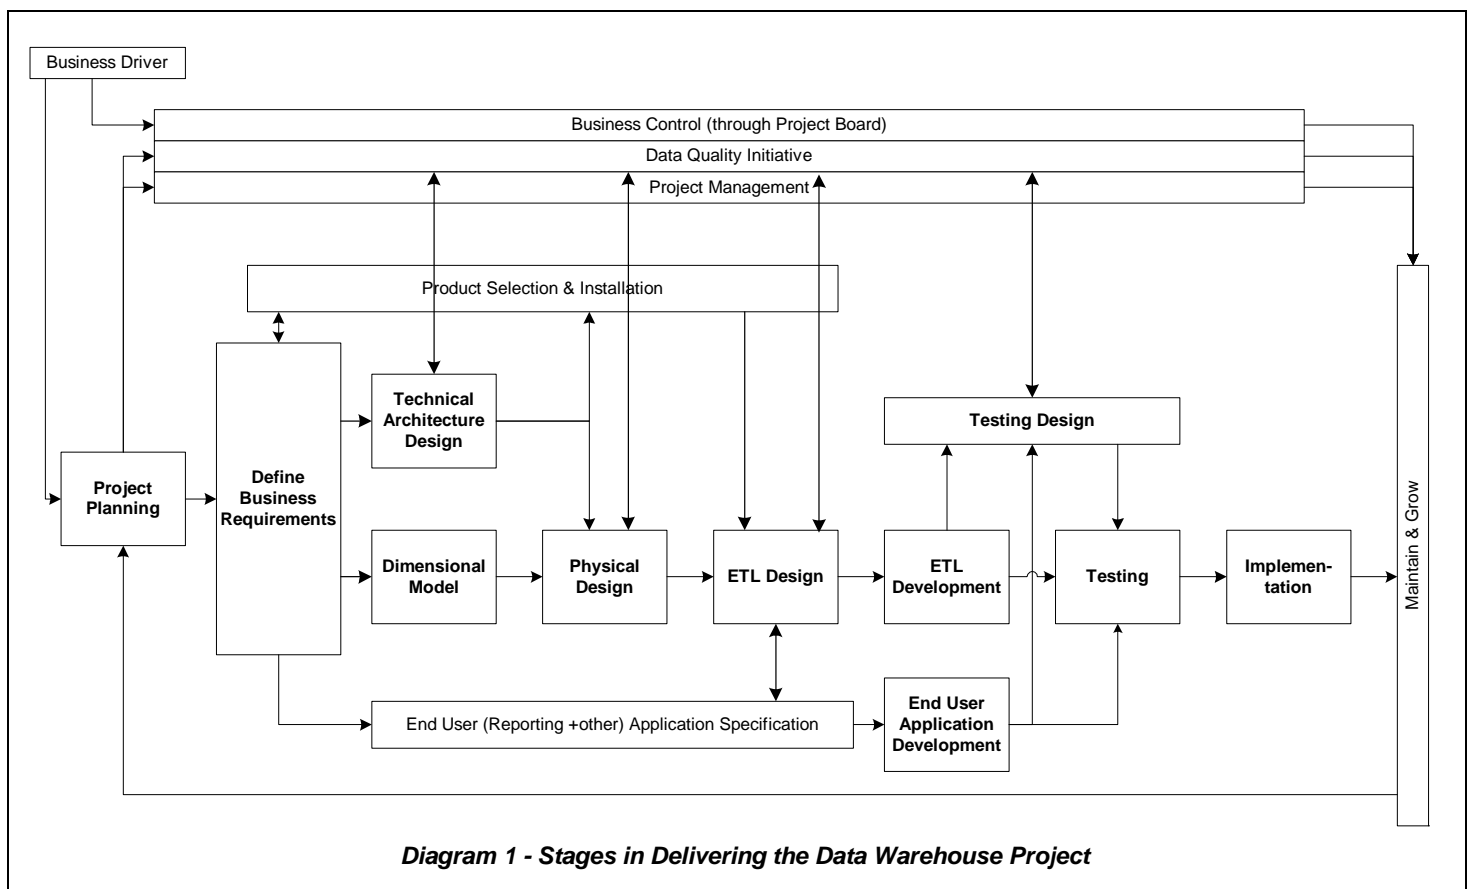 Business Driver
Business Control (through Project Board)
Data Quality Initiative
Project Management
Product Selection & Installation
Technical
Architecture
Design
Testing Design
Project
Planning
Define
Business
Requirements
Dimensional
Model
Physical
Design
ETL Design
ETL
Development
Testing
Implemen-
tation
Maintain & Grow
End User (Reporting +other) Application Specification
End User
Application
Development
Diagram 1 - Stages in Delivering the Data Warehouse Project